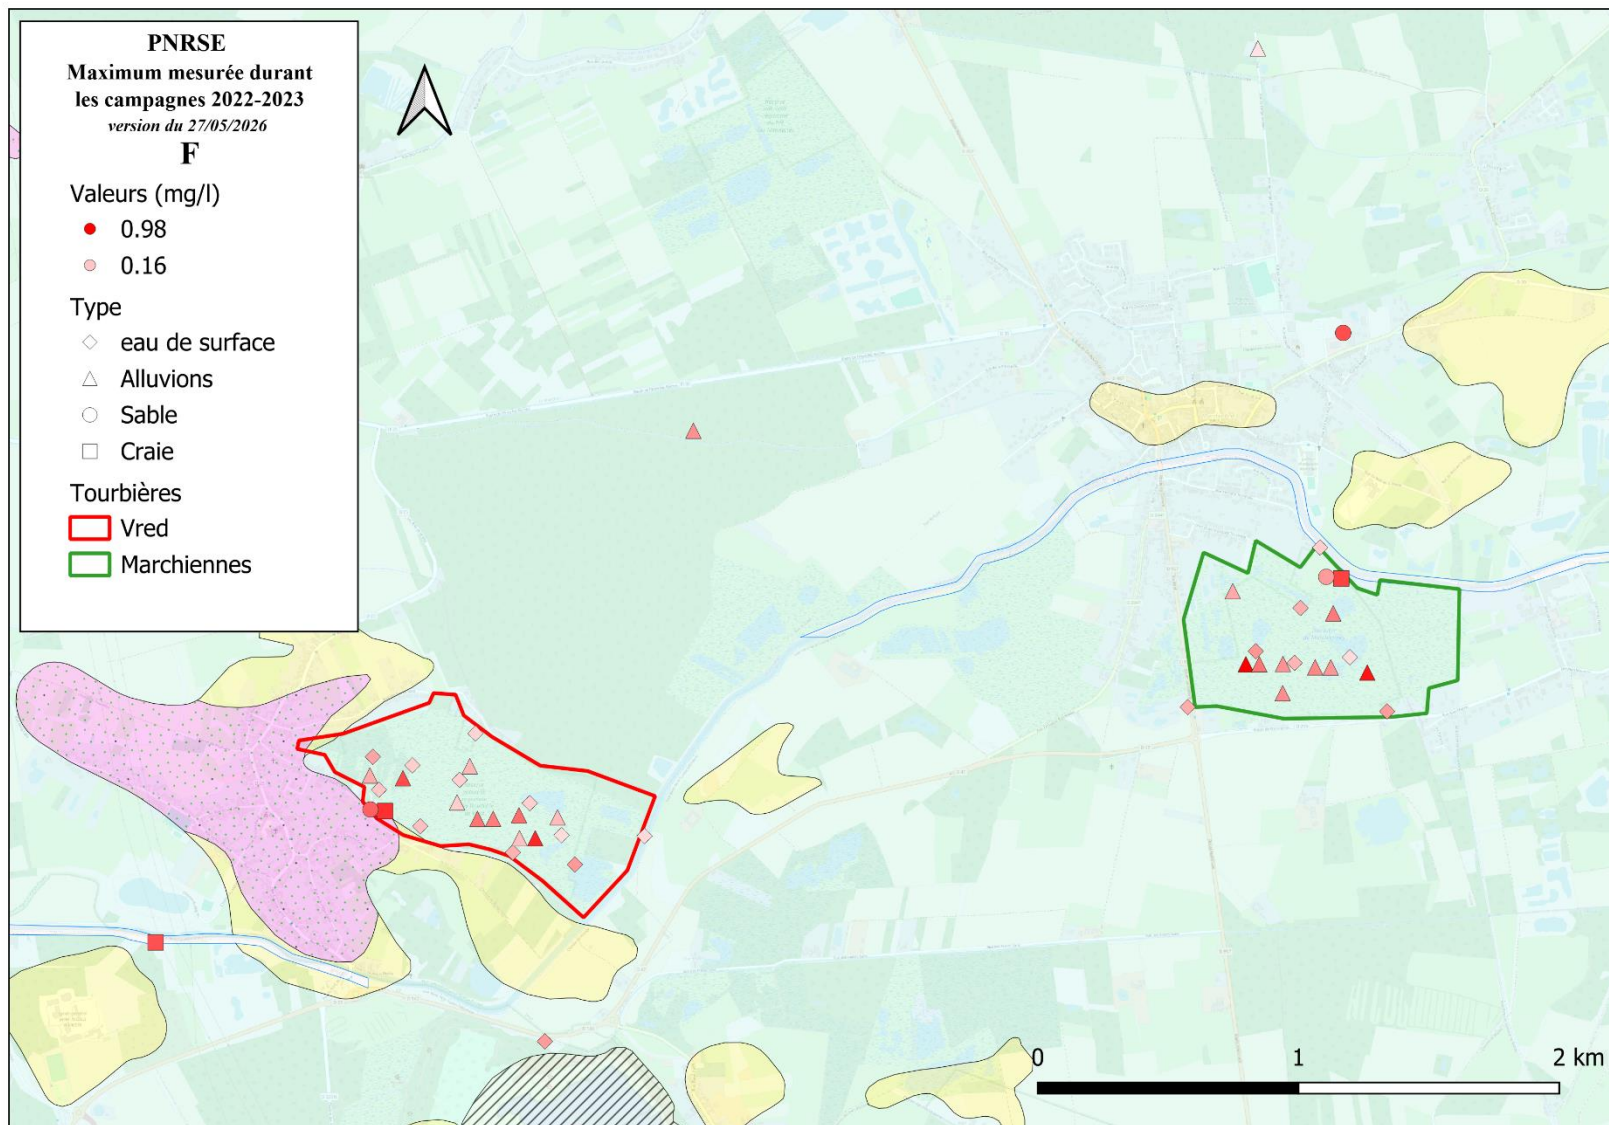 PNRSE
Maximum mesurée durant
les campagnes 2022-2023
version du 27/05/2026
F
Valeurs (mg/l)
0.98
0.16
Type
eau de surface
Alluvions
Sable
Craie
Tourbières
Vred
Marchiennes
0 1 2 km